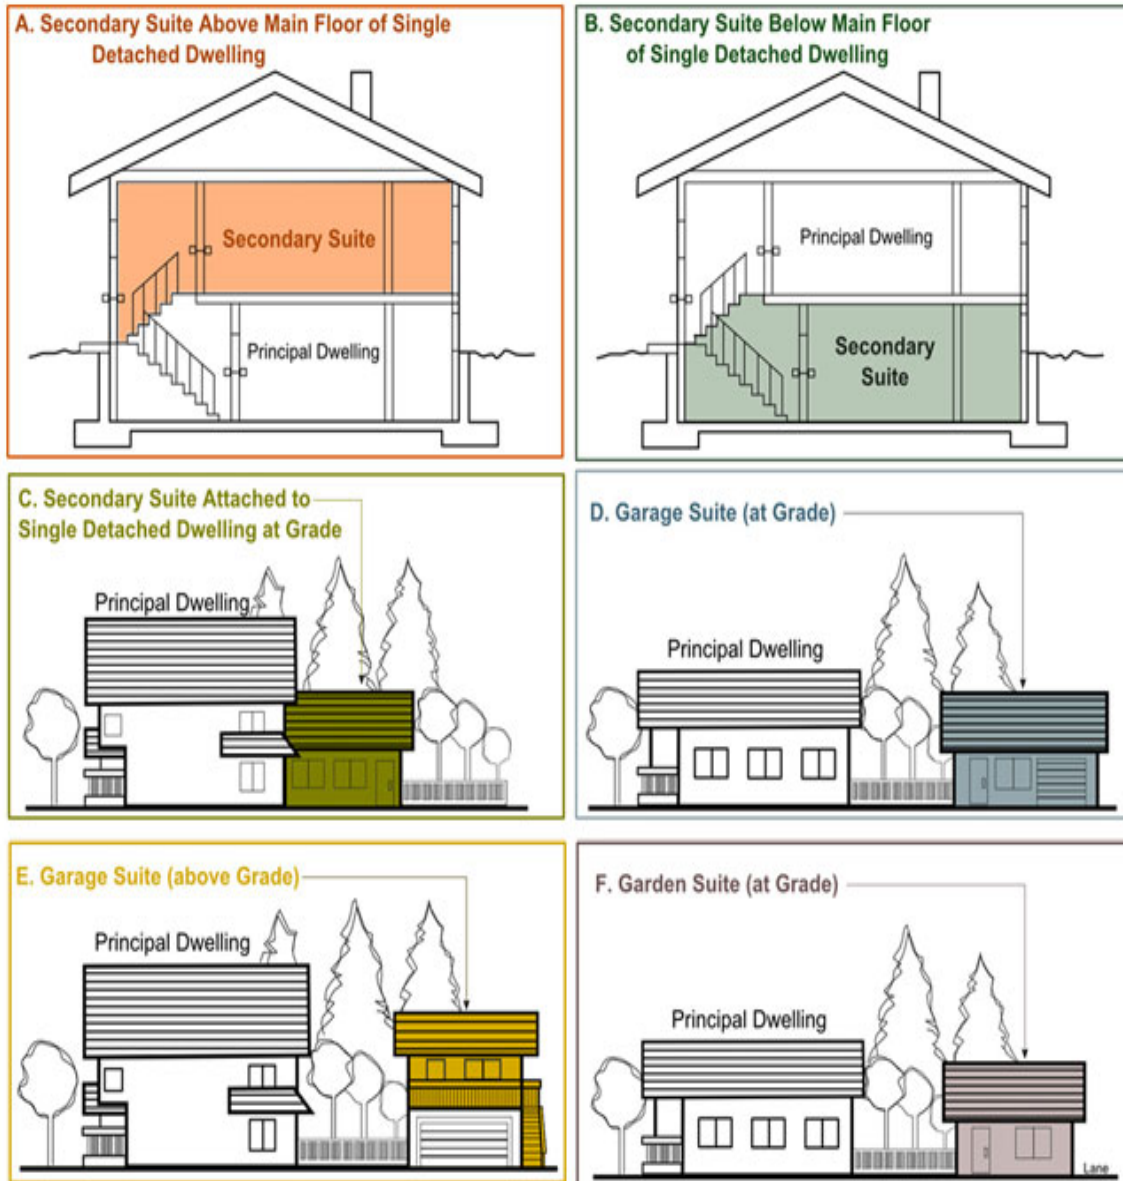 A. Secondary Suite Above Main Floor of Single
Detached Dwelling
Secondary Suite
Principal Dwelling
B. Secondary Suite Below Main Floor
of Single Detached Dwelling
Principal Dwelling
Secondary
Suite
C. Secondary Suite Attached to
Single Detached Dwelling at Grade
Principal Dwelling
D. Garage Suite (at Grade)
Principal Dwelling
E. Garage Suite (above Grade)
Principal Dwelling
F. Garden Suite (at Grade)
Principal Dwelling
Lane